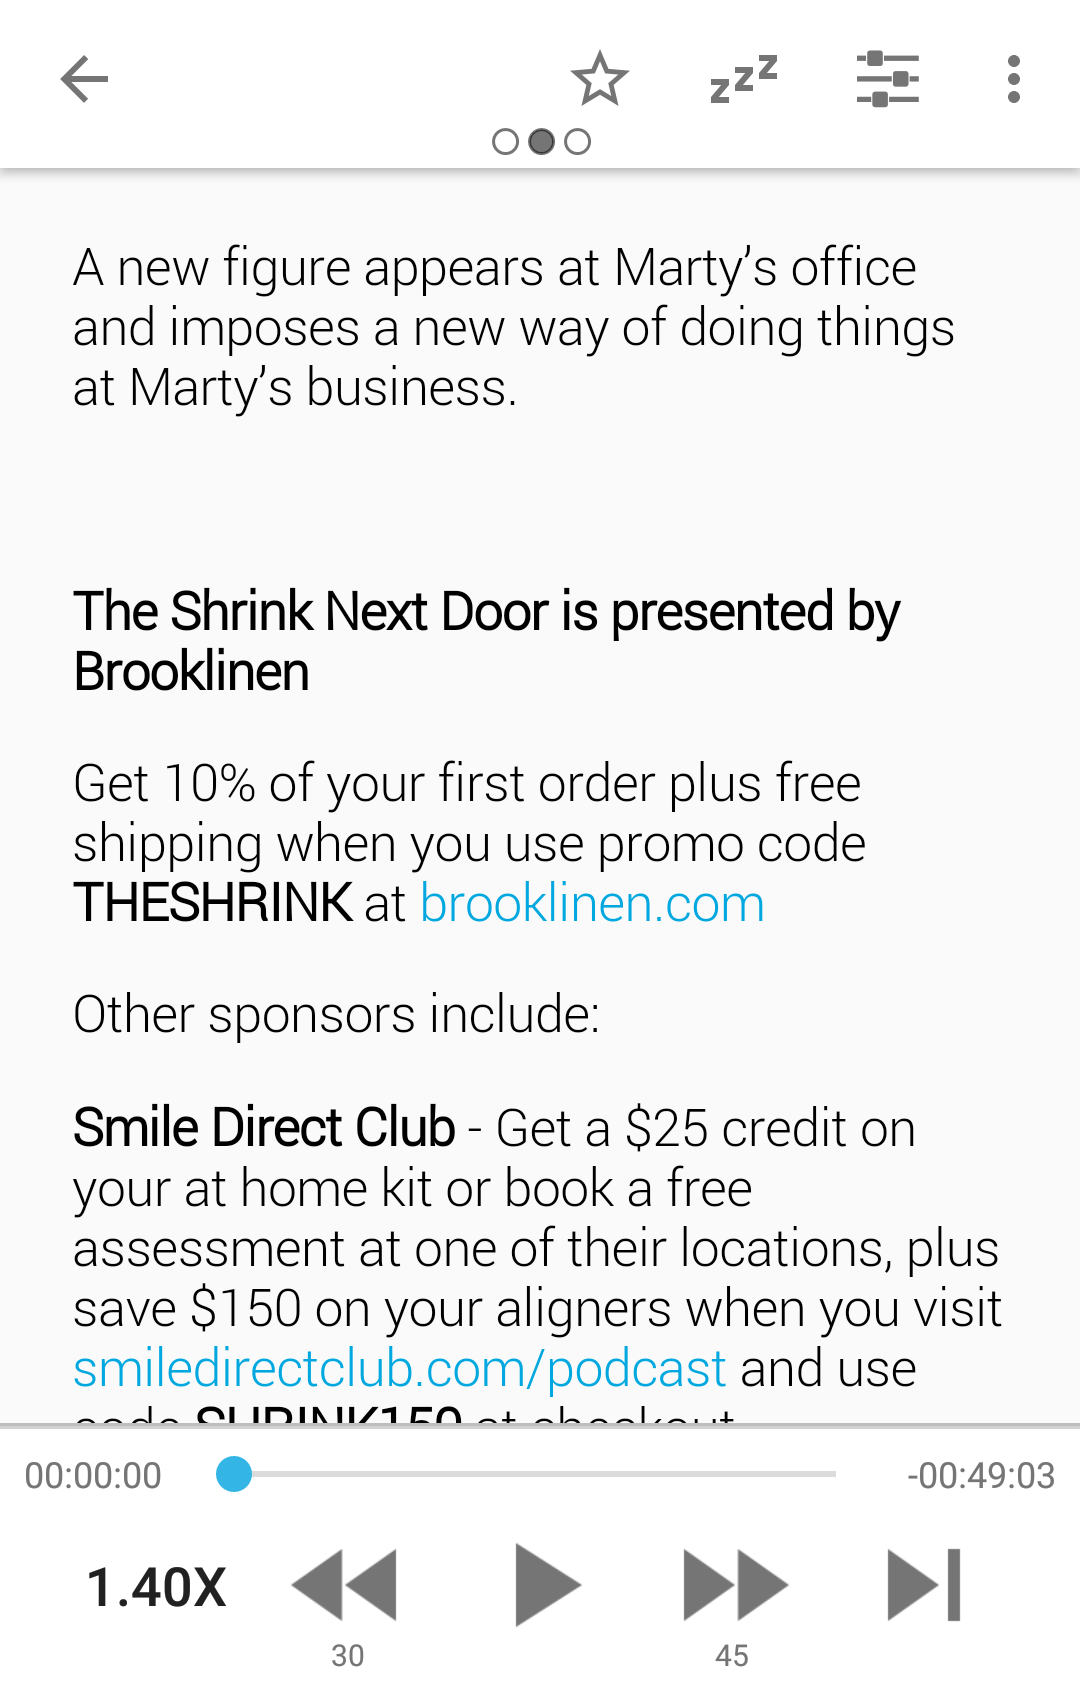 zzz
A new figure appears at Marty’s office
and imposes a new way of doing things
at Marty’s business.
The Shrink Next Door is presented by
Brooklinen
Get 10% of your first order plus free
shipping when you use promo code
THESHRINK at brooklinen.com
Other sponsors include:
Smile Direct Club - Get a $25 credit on
your at home kit or book a free
assessment at one of their locations, plus
save $150 on your aligners when you visit
smiledirectclub.com/podcast and use
code SHRINK150 at checkout
00:00:00 -00:49:03
1.40X
30 45